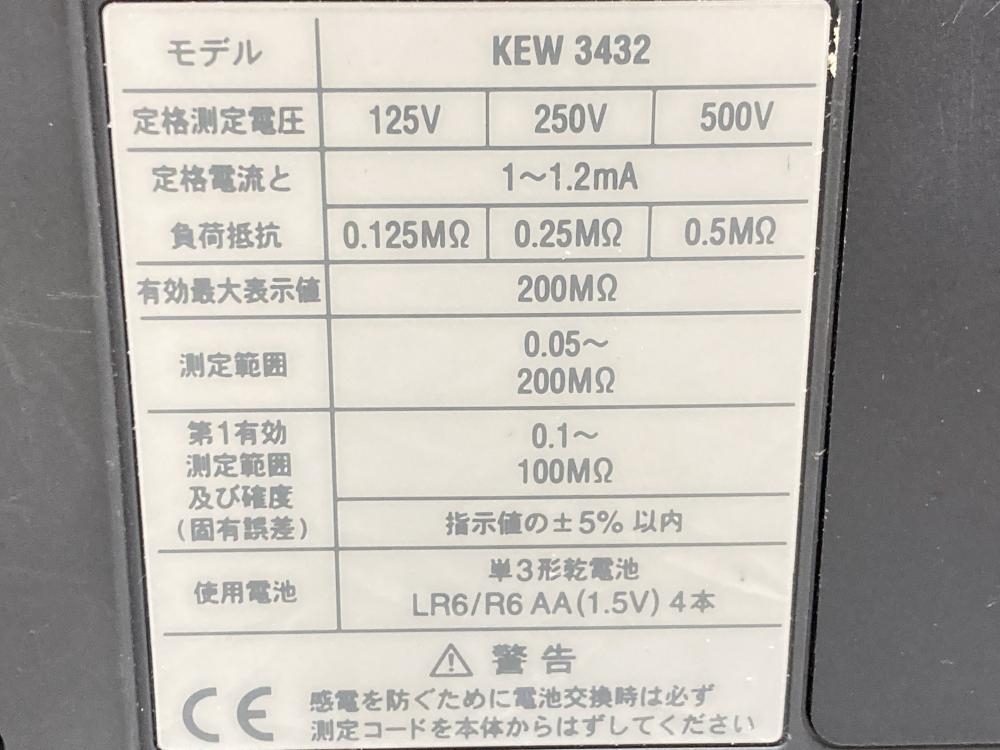 モデル KEW 3432
定格測定電圧 125V 250V 500V
定格電流と 1〜1.2mA
負荷抵抗 0.125MΩ 0.25MΩ 0.5MΩ
有効最大表示値 200MΩ
測定範囲 0.05〜
200MΩ
第1有効
測定範囲
及び確度
(固有誤差)
0.1〜
100MΩ
指示値の±5% 以内
使用電池 単3形乾電池
LR6/R6 AA(1.5V) 4本
⚠ 警告
CE 感電を防ぐために電池交換時は必ず
測定コードを本体からはずしてください